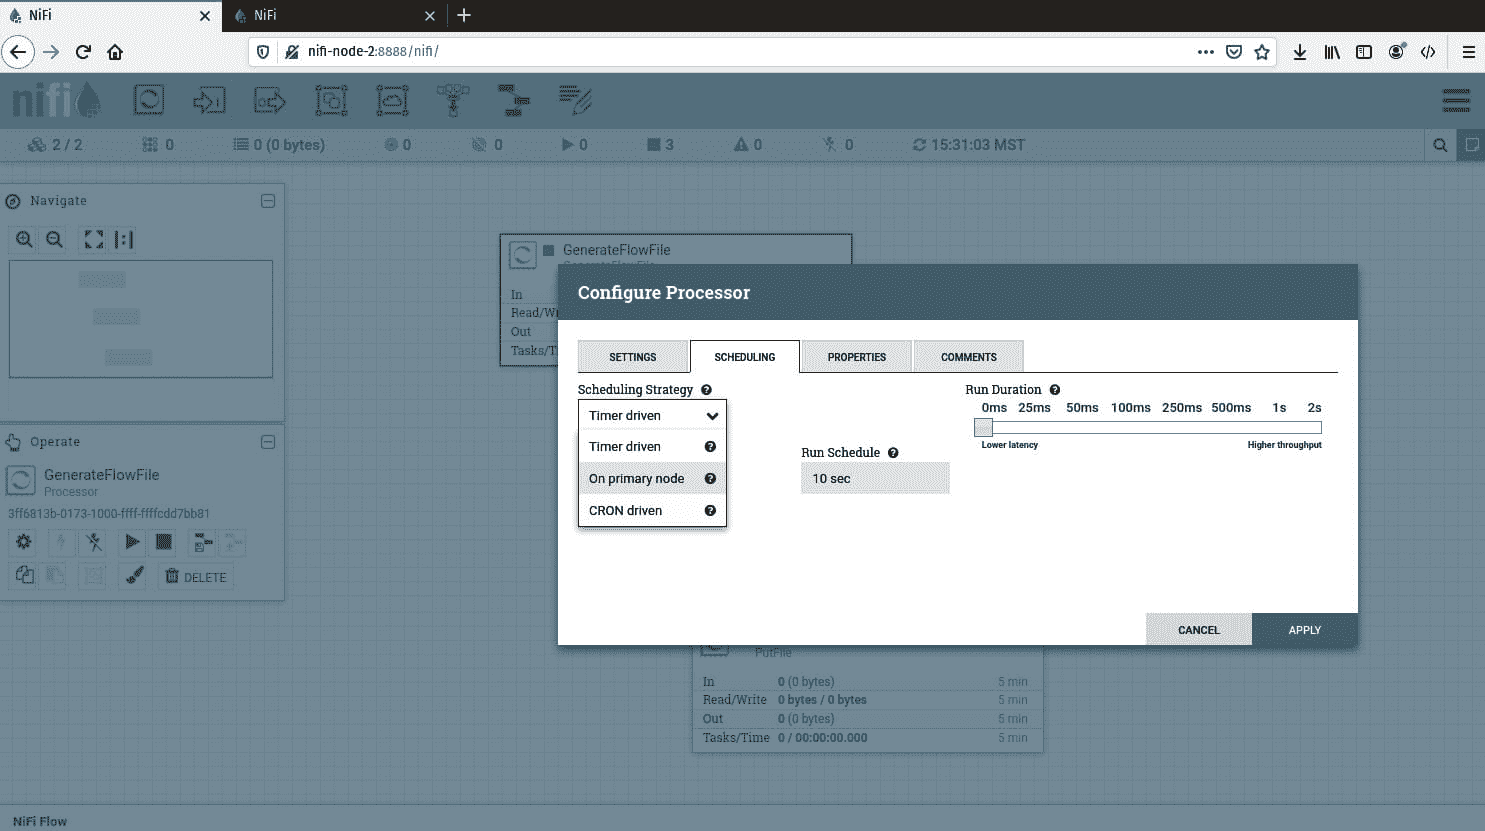 NiFi
NiFi
nifi-node-2:8888/nifi/
nifi
2 / 2
0
0 (0 bytes)
0
0
0
3
0
0
15:31:03 MST
Navigate
GenerateFlowFile
GenerateFlowFile
In
Read/Wr
Out
Tasks/T
Operate
GenerateFlowFile
Processor
3ff6813b-0173-1000-ffff-ffffcdd7bb81
DELETE
Configure Processor
SETTINGS
SCHEDULING
PROPERTIES
COMMENTS
Scheduling Strategy
Timer driven
Timer driven
On primary node
CRON driven
Run Schedule
10 sec
Run Duration
0ms 25ms 50ms 100ms 250ms 500ms 1s 2s
Lower latency
Higher throughput
CANCEL
APPLY
PutFile
In 0 (0 bytes) 5 min
Read/Write 0 bytes / 0 bytes 5 min
Out 0 (0 bytes) 5 min
Tasks/Time 0 / 00:00:00.000 5 min
NiFi Flow